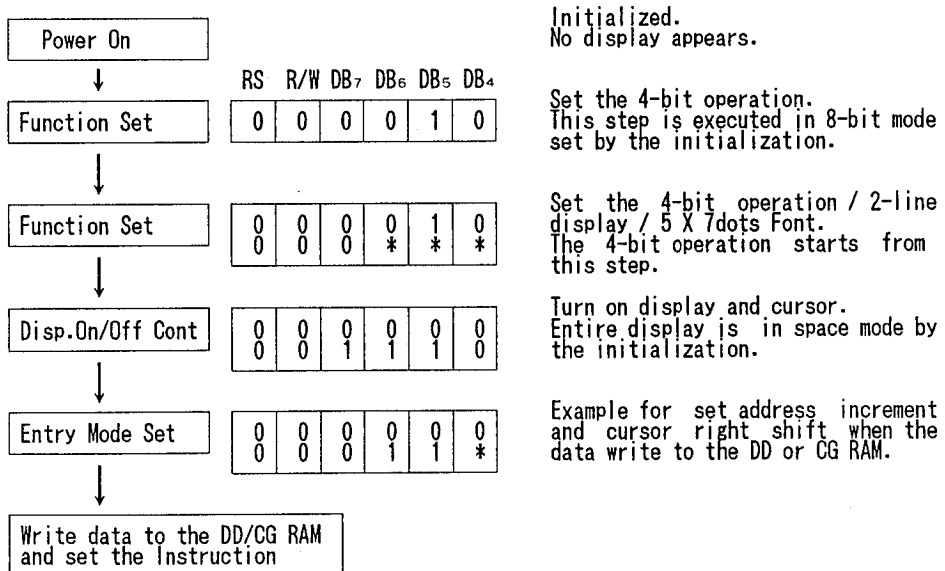 Power On
Initialized.
No display appears.
RS R/W DB7 DB6 DB5 DB4
Function Set
0 0 0 0 1 0
Set the 4-bit operation.
This step is executed in 8-bit mode
set by the initialization.
Function Set
0 0 0 0 1 0
0 0 0 * * *
Set the 4-bit operation / 2-line
display / 5 X 7dots Font.
The 4-bit operation starts from
this step.
Disp.On/Off Cont
0 0 0 0 0 0
0 0 1 1 1 0
Turn on display and cursor.
Entire display is in space mode by
the initialization.
Entry Mode Set
0 0 0 0 0 0
0 0 0 1 1 *
Example for set address increment
and cursor right shift when the
data write to the DD or CG RAM.
Write data to the DD/CG RAM
and set the Instruction